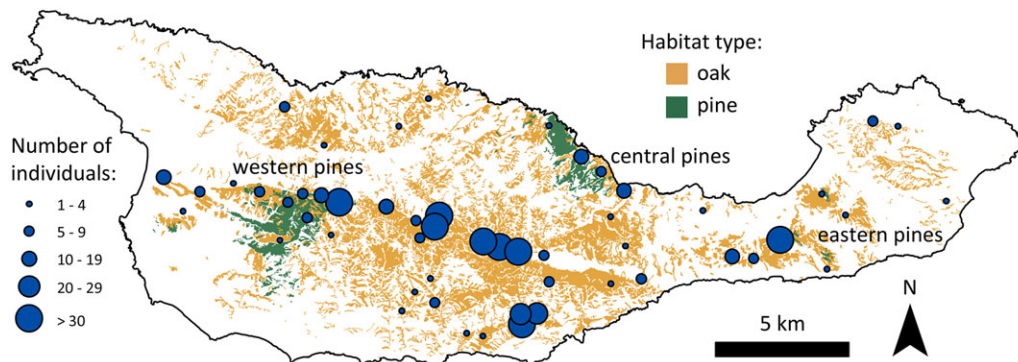 Habitat type:
oak
pine
Number of
individuals:
1 - 4
5 - 9
10 - 19
20 - 29
> 30
western pines
central pines
eastern pines
N
5 km